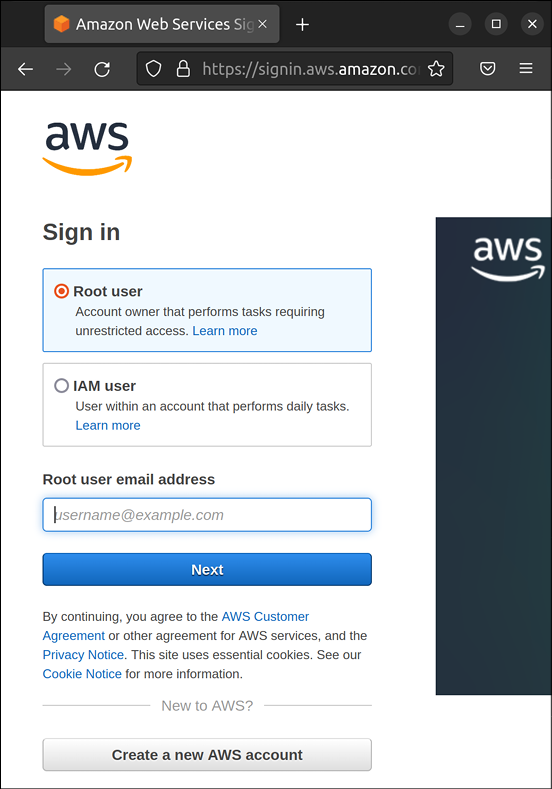 Amazon Web Services Sig
https://signin.aws.amazon.co
aws
Sign in
aws
Root user
Account owner that performs tasks requiring
unrestricted access. Learn more
IAM user
User within an account that performs daily tasks.
Learn more
Root user email address
username@example.com
Next
By continuing, you agree to the AWS Customer
Agreement or other agreement for AWS services, and the
Privacy Notice. This site uses essential cookies. See our
Cookie Notice for more information.
New to AWS?
Create a new AWS account